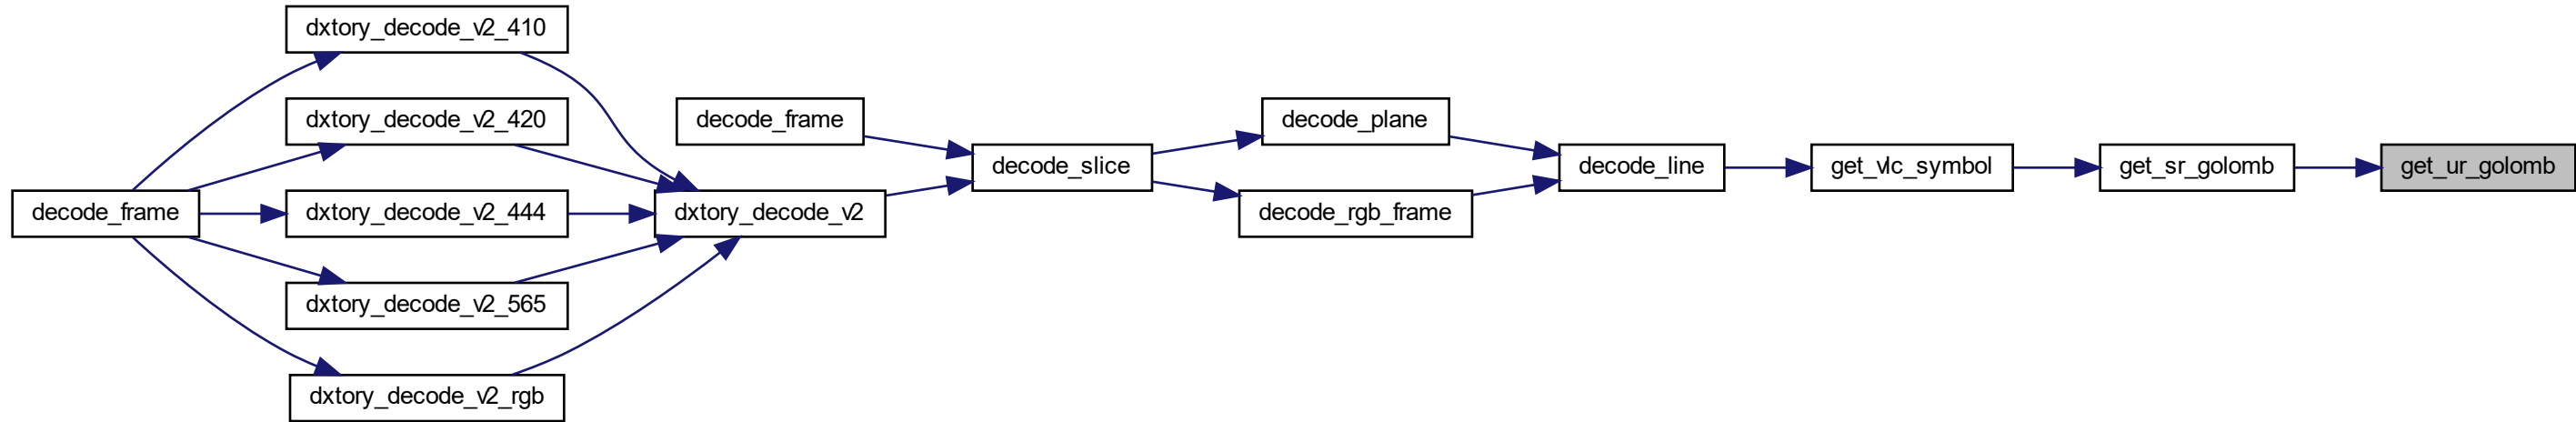 dxtory_decode_v2_410
dxtory_decode_v2_420
decode_frame
decode_plane
decode_slice
decode_line
get_vlc_symbol
get_sr_golomb
get_ur_golomb
decode_frame
dxtory_decode_v2_444
dxtory_decode_v2
decode_rgb_frame
dxtory_decode_v2_565
dxtory_decode_v2_rgb